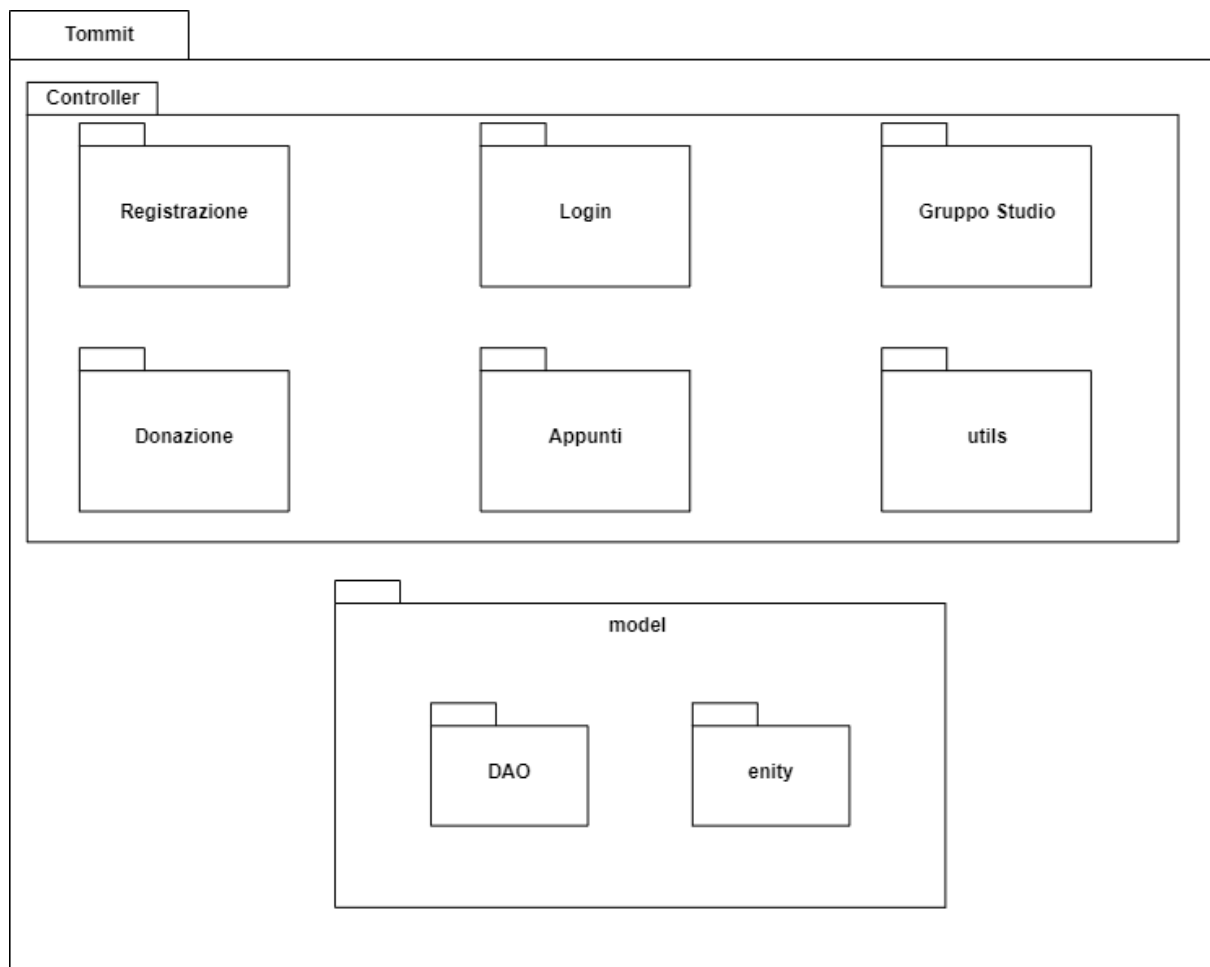 Tommit
Controller
Registrazione
Login
Gruppo Studio
Donazione
Appunti
utils
model
DAO
enity